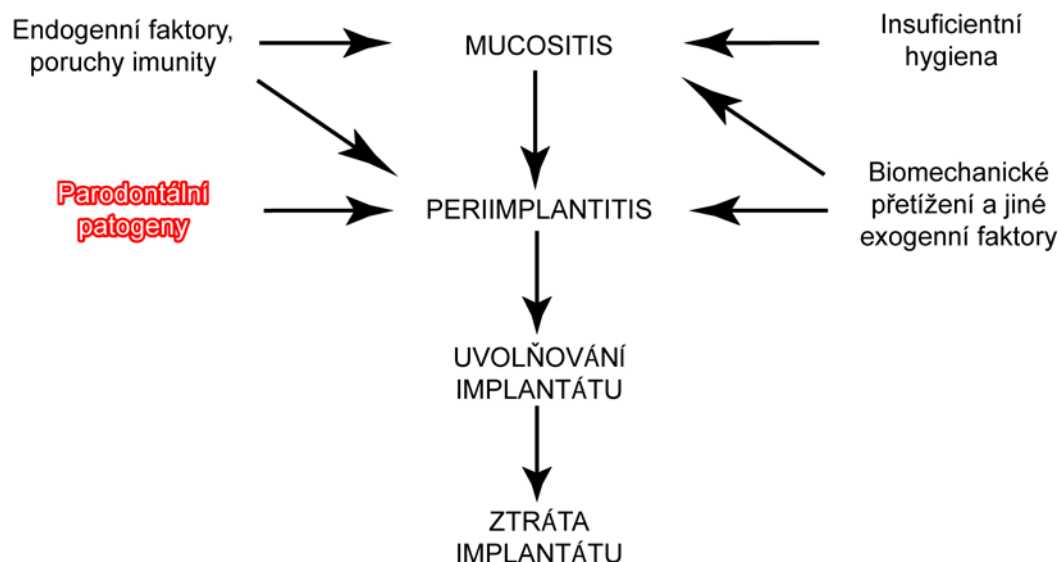 Endogenní faktory,
poruchy imunity
MUCOSITIS
Insuficientní
hygiena
Parodontální
patogeny
PERIIMPLANTITIS
Biomechanické
přetížení a jiné
exogenní faktory
UVOLŇOVÁNÍ
IMPLANTÁTU
ZTRÁTA
IMPLANTÁTU